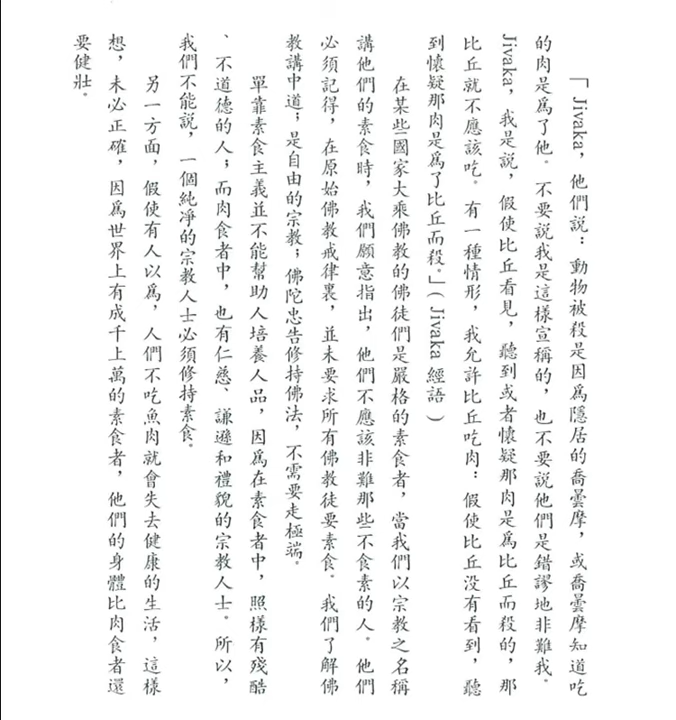 「Jivaka，他們說：動物被殺是因爲隱居的喬曇摩，或喬曇摩知道吃
的肉是爲了他。不要說我是這樣宣稱的，也不要說他們是錯謬地非難我。
Jivaka，我是説，假使比丘看見，聽到或者懷疑那肉是爲比丘而殺的，那
比丘就不應該吃。有一種情形，我允許比丘吃肉：假使比丘没有看到，聽
到懷疑那肉是爲了比丘而殺。」（Jivaka 經語）
在某些國家大乘佛教的佛徒們是嚴格的素食者，當我們以宗教之名稱
講他們的素食時，我們願意指出，他們不應該非難那些不食素的人。他們
必須記得，在原始佛教戒律裏，並未要求所有佛教徒要素食。我們了解佛
教講中道；是自由的宗教；佛陀忠告修持佛法，不需要走極端。
單靠素食主義並不能幫助人培養人品，因爲在素食者中，照樣有殘酷
、不道德的人；而肉食者中，也有仁慈、謙遜和禮貌的宗教人士。所以，
我們不能説，一個純淨的宗教人士必須修持素食。
另一方面，假使有人以爲，人們不吃魚肉就會失去健康的生活，這樣
想，未必正確，因爲世界上有成千上萬的素食者，他們的身體比肉食者還
要健壯。